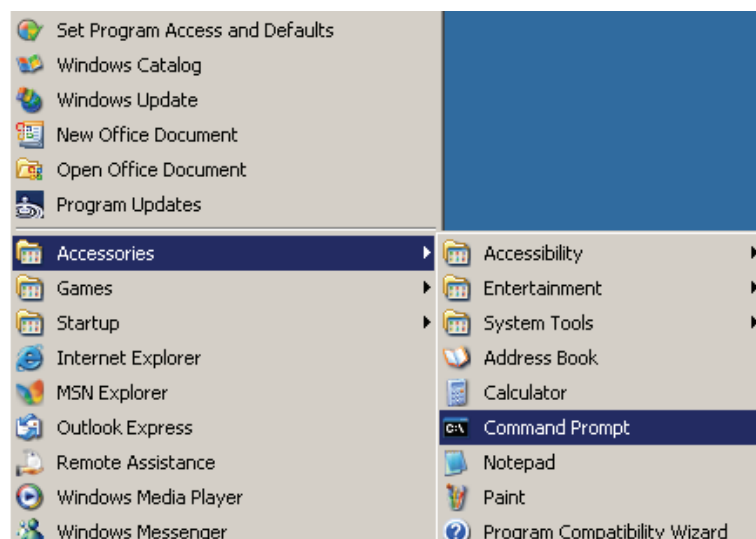 Set Program Access and Defaults
Windows Catalog
Windows Update
New Office Document
Open Office Document
Program Updates
Accessories
Games
Startup
Internet Explorer
MSN Explorer
Outlook Express
Remote Assistance
Windows Media Player
Windows Messenger
Accessibility
Entertainment
System Tools
Address Book
Calculator
C:\ Command Prompt
Notepad
Paint
Program Compatibility Wizard